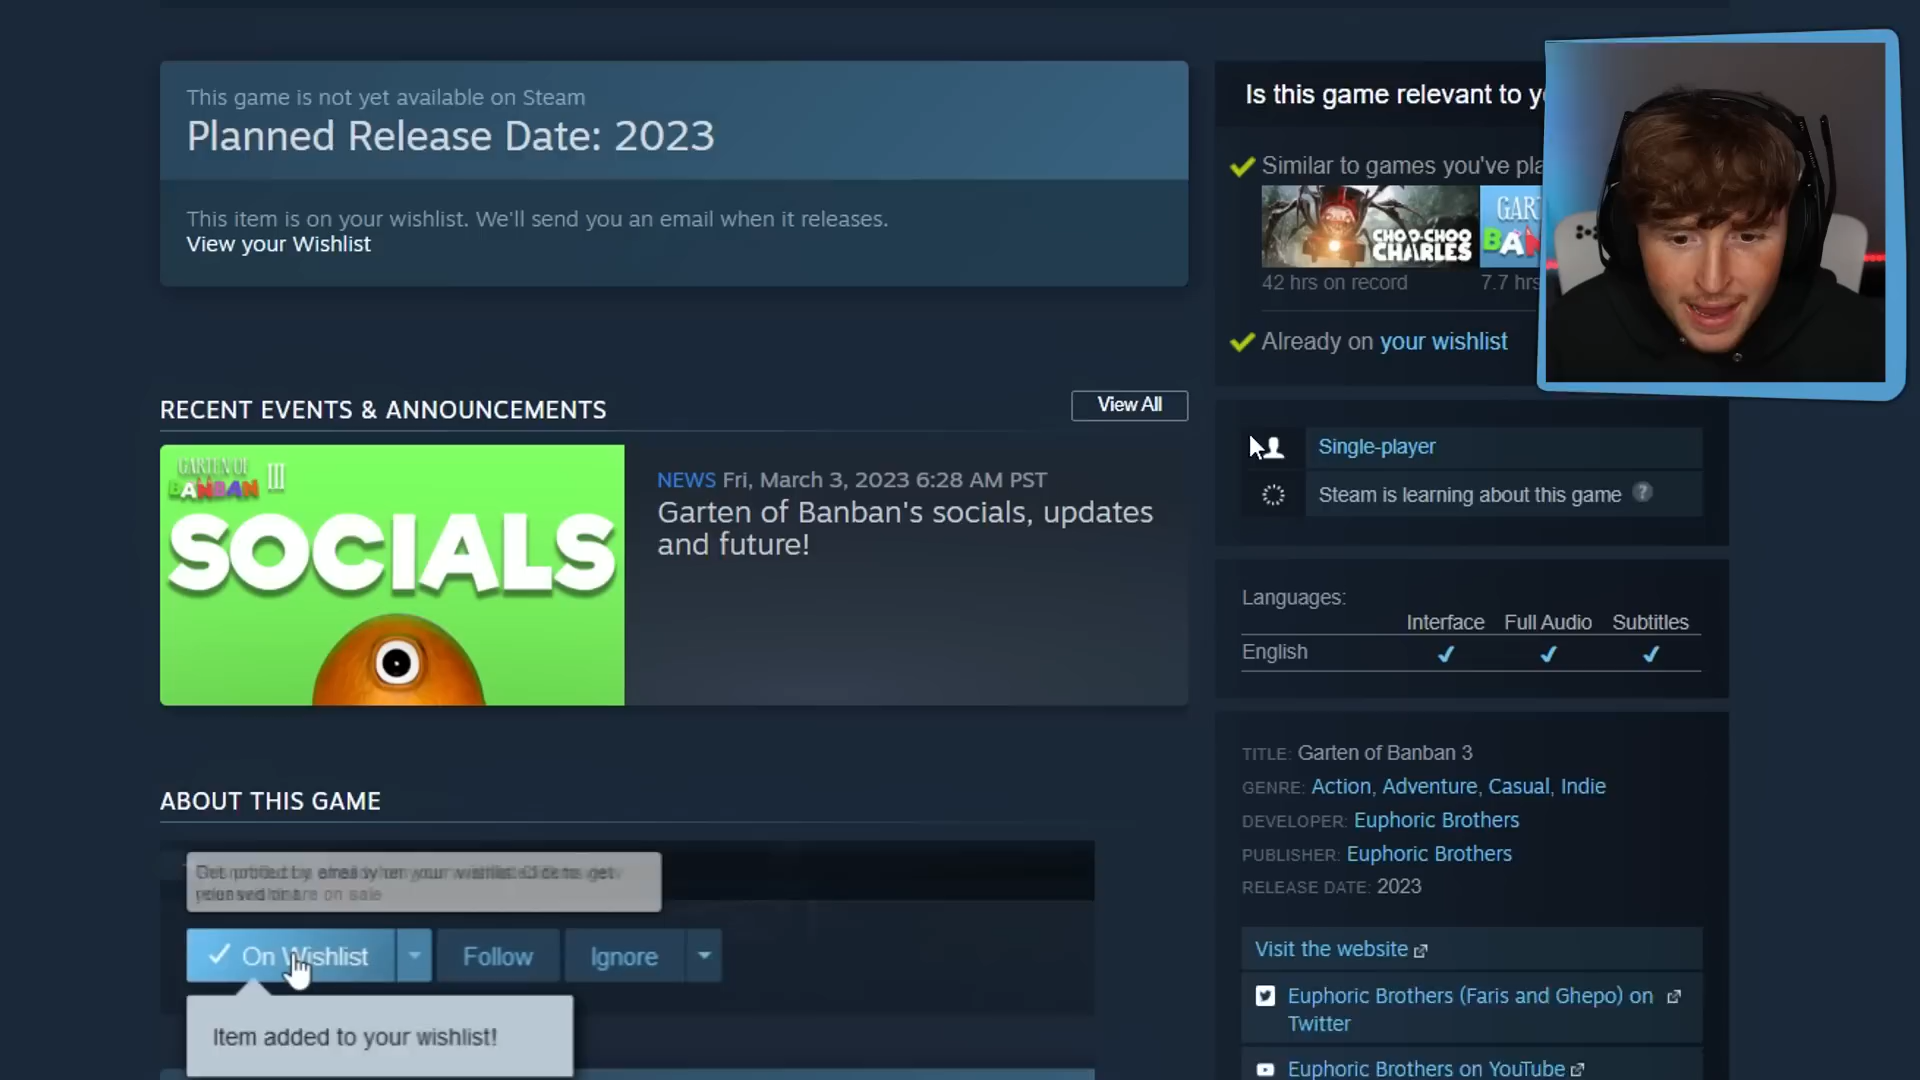 This game is not yet available on Steam
Planned Release Date: 2023
This item is on your wishlist. We'll send you an email when it releases.
View your Wishlist
RECENT EVENTS & ANNOUNCEMENTS
View All
GARTEN OF
BANBAN III
SOCIALS
NEWS Fri, March 3, 2023 6:28 AM PST
Garten of Banban's socials, updates
and future!
ABOUT THIS GAME
On Wishlist
Follow
Ignore
Item added to your wishlist!
Is this game relevant to
Similar to games you've
CHOO-CHOO
CHARLES
42 hrs on record
7.7 hrs
Already on your wishlist
Single-player
Steam is learning about this game ?
Languages:
Interface Full Audio Subtitles
English ✔ ✔ ✔
TITLE: Garten of Banban 3
GENRE: Action, Adventure, Casual, Indie
DEVELOPER: Euphoric Brothers
PUBLISHER: Euphoric Brothers
RELEASE DATE: 2023
Visit the website
Euphoric Brothers (Faris and Ghepo) on
Twitter
Euphoric Brothers on YouTube